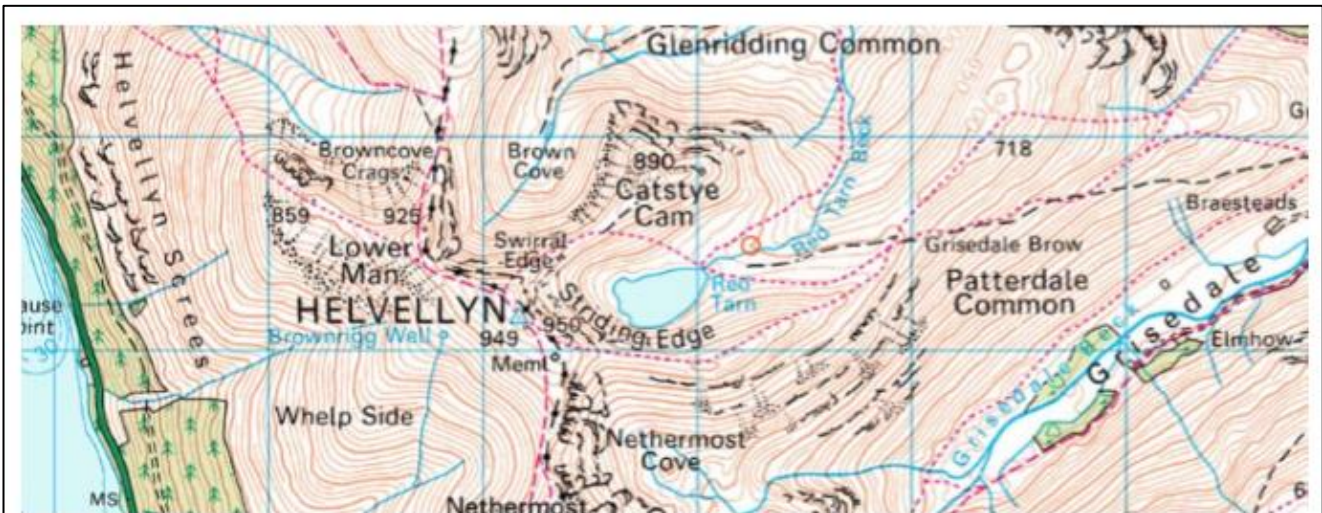 Glenridding Common
Helvellyn Screes
Browncove
Crags
Brown
Cove
890
Catstye
Cam
718
Red Tarn Beck
Braesteads
859
925
Lower
Man
Swirral
Edge
Grisedale Brow
Patterdale
Common
HELVELLYN
Striding Edge
Red
Tarn
Grisedale
Brownrigg Well
949
950
Meml
Elmhow
30
Whelp Side
Nethermost
Cove
Grisedale Beck
MS
Nethermost